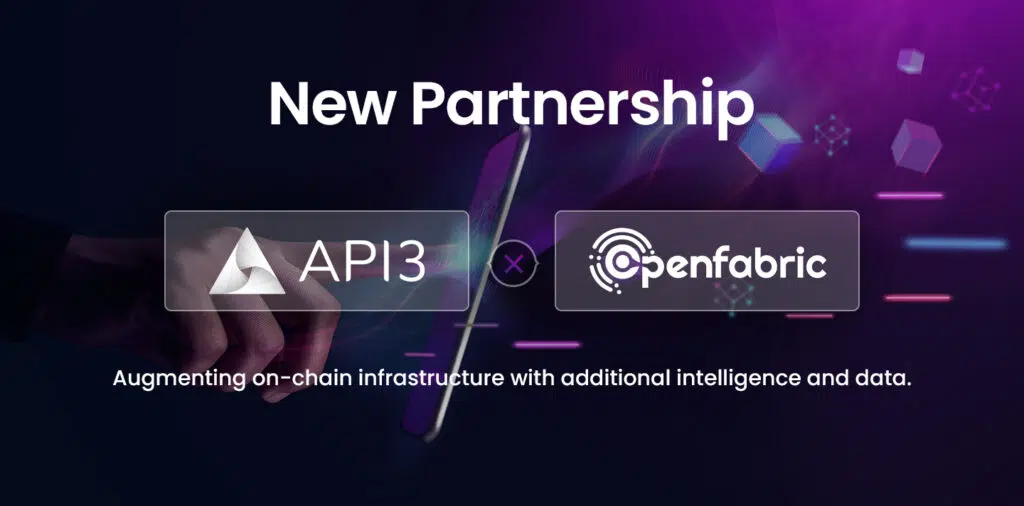 New Partnership
API3
Openfabric
Augmenting on-chain infrastructure with additional intelligence and data.